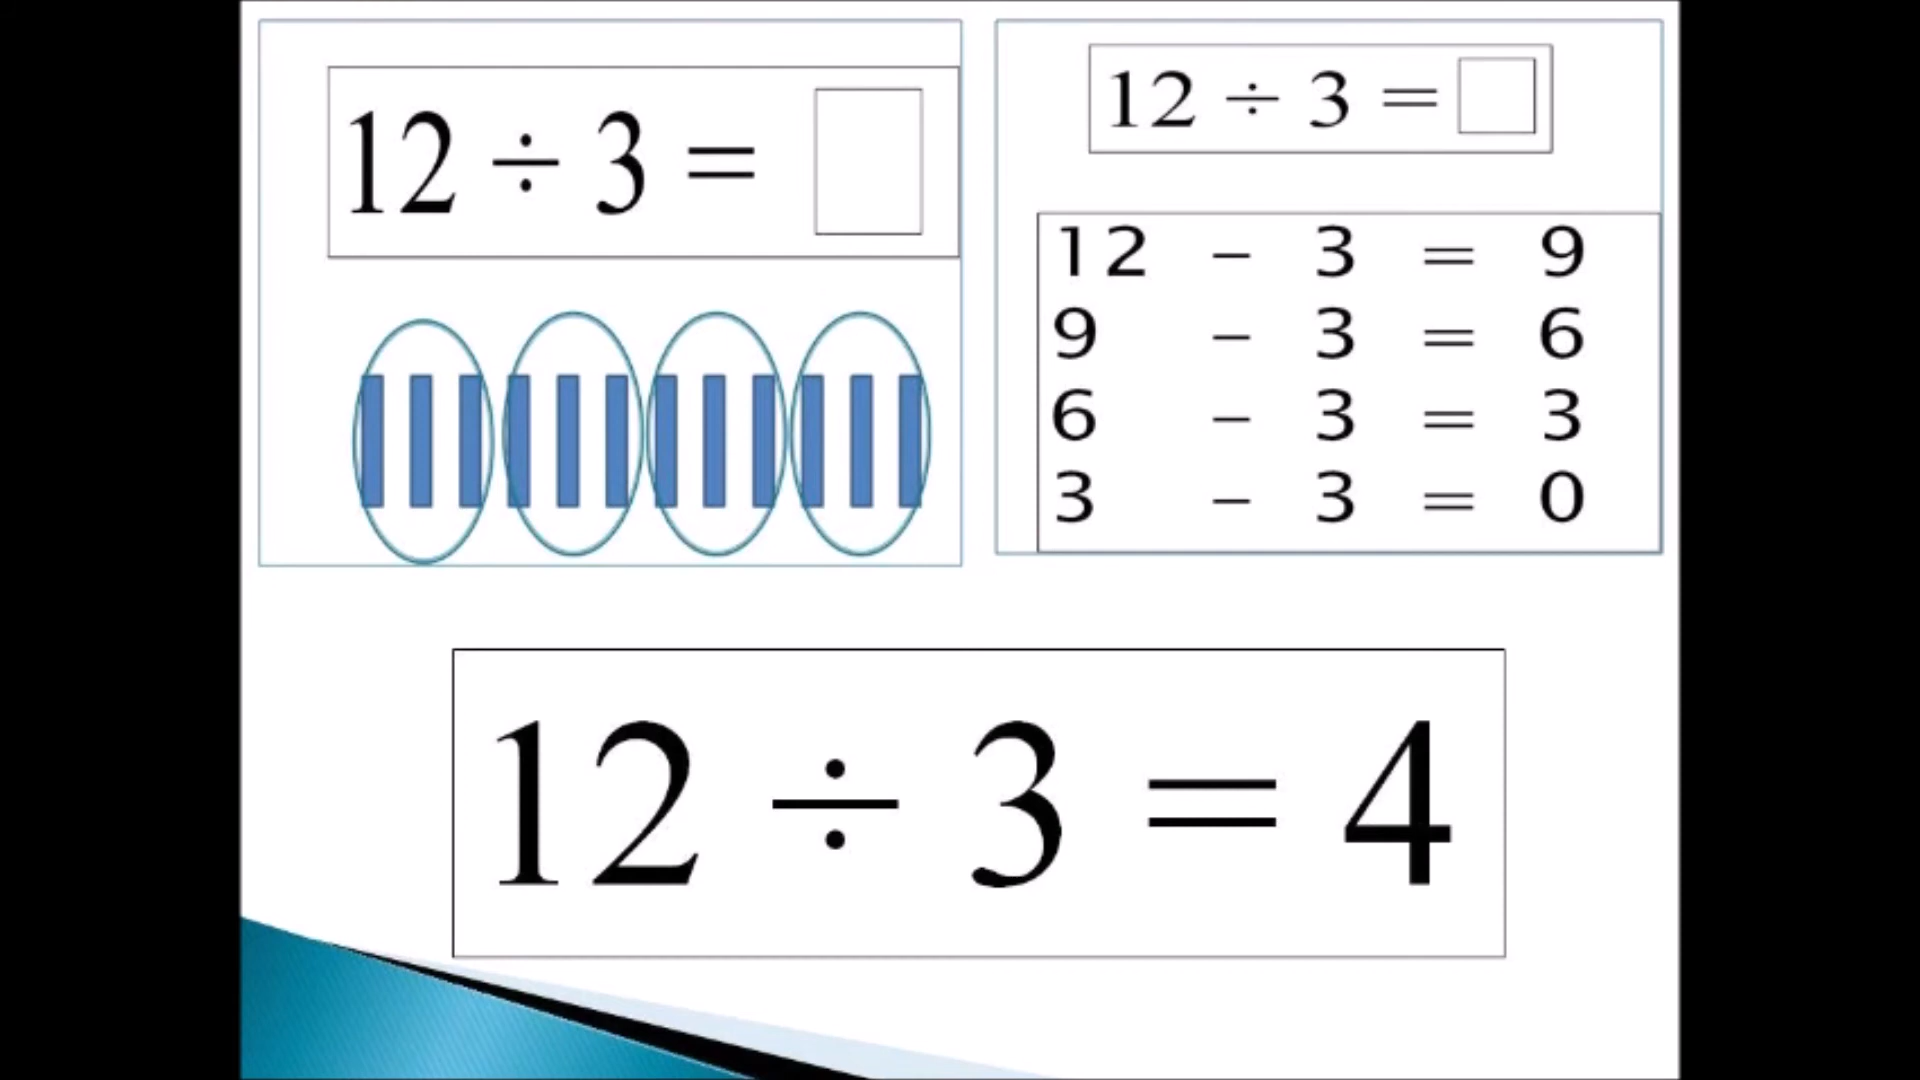 12 ÷ 3 =
12 ÷ 3 =
12 – 3 = 9
9 – 3 = 6
6 – 3 = 3
3 – 3 = 0
12 ÷ 3 = 4